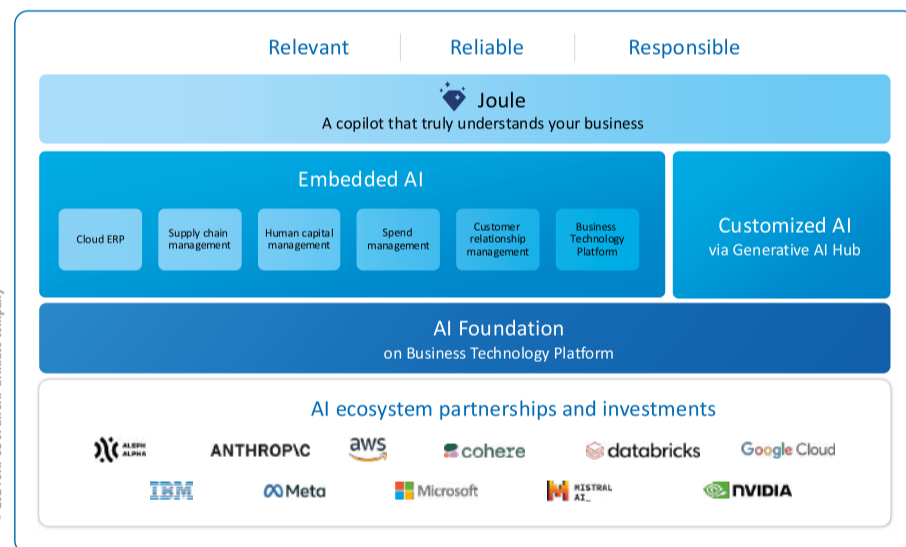 Relevant
Reliable
Responsible
Joule
A copilot that truly understands your business
Embedded AI
Cloud ERP
Supply chain
management
Human capital
management
Spend
management
Customer
relationship
management
Business
Technology
Platform
Customized AI
via Generative AI Hub
AI Foundation
on Business Technology Platform
AI ecosystem partnerships and investments
ALEPH
ALPHA
ANTHROP\C
aws
cohere
databricks
Google Cloud
IBM
Meta
Microsoft
MISTRAL
AI_
NVIDIA